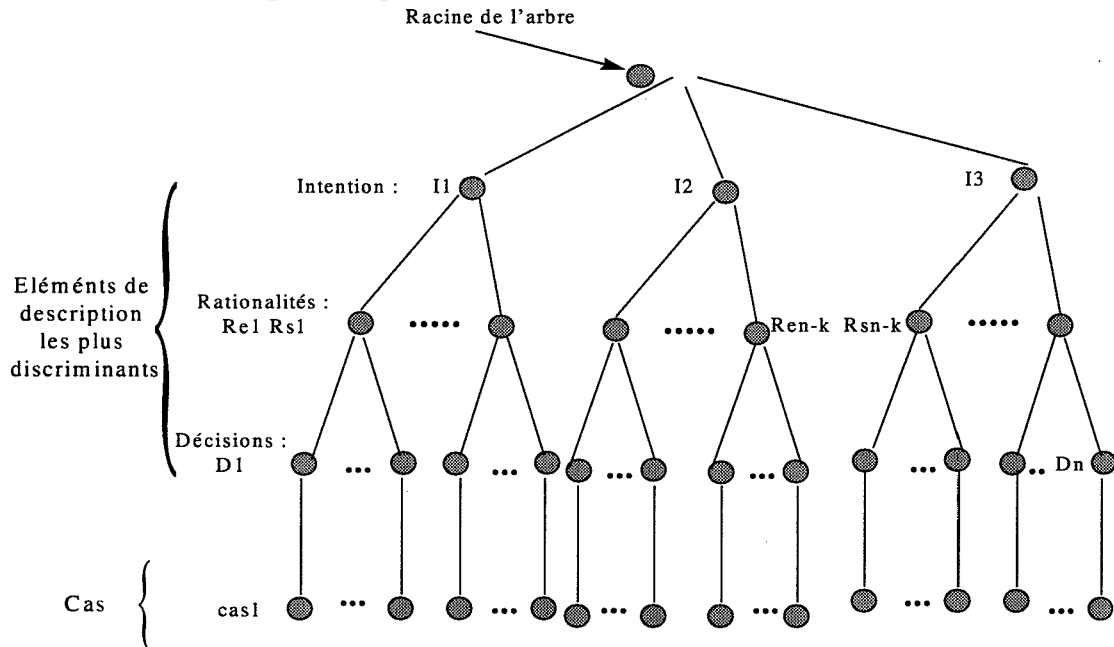 Racine de l'arbre
Intention : I1 I2 I3
Eléménts de
description
les plus
discriminants
Rationalités :
Re1 Rs1 Ren-k Rsn-k
Décisions :
D1 Dn
Cas cas1